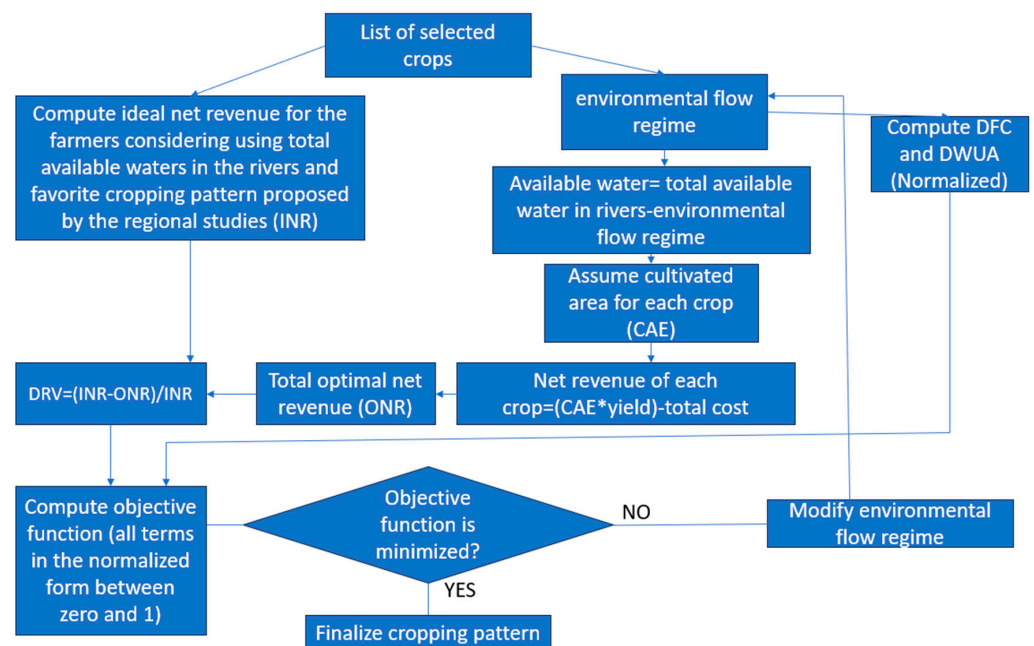 List of selected
crops
Compute ideal net revenue for the
farmers considering using total
available waters in the rivers and
favorite cropping pattern proposed
by the regional studies (INR)
environmental flow
regime
Compute DFC
and DWUA
(Normalized)
Available water= total available
water in rivers-environmental
flow regime
Assume cultivated
area for each crop
(CAE)
DRV=(INR-ONR)/INR
Total optimal net
revenue (ONR)
Net revenue of each
crop=(CAE*yield)-total cost
Compute objective
function (all terms
in the normalized
form between
zero and 1)
Objective
function is
minimized?
NO
Modify environmental
flow regime
YES
Finalize cropping pattern